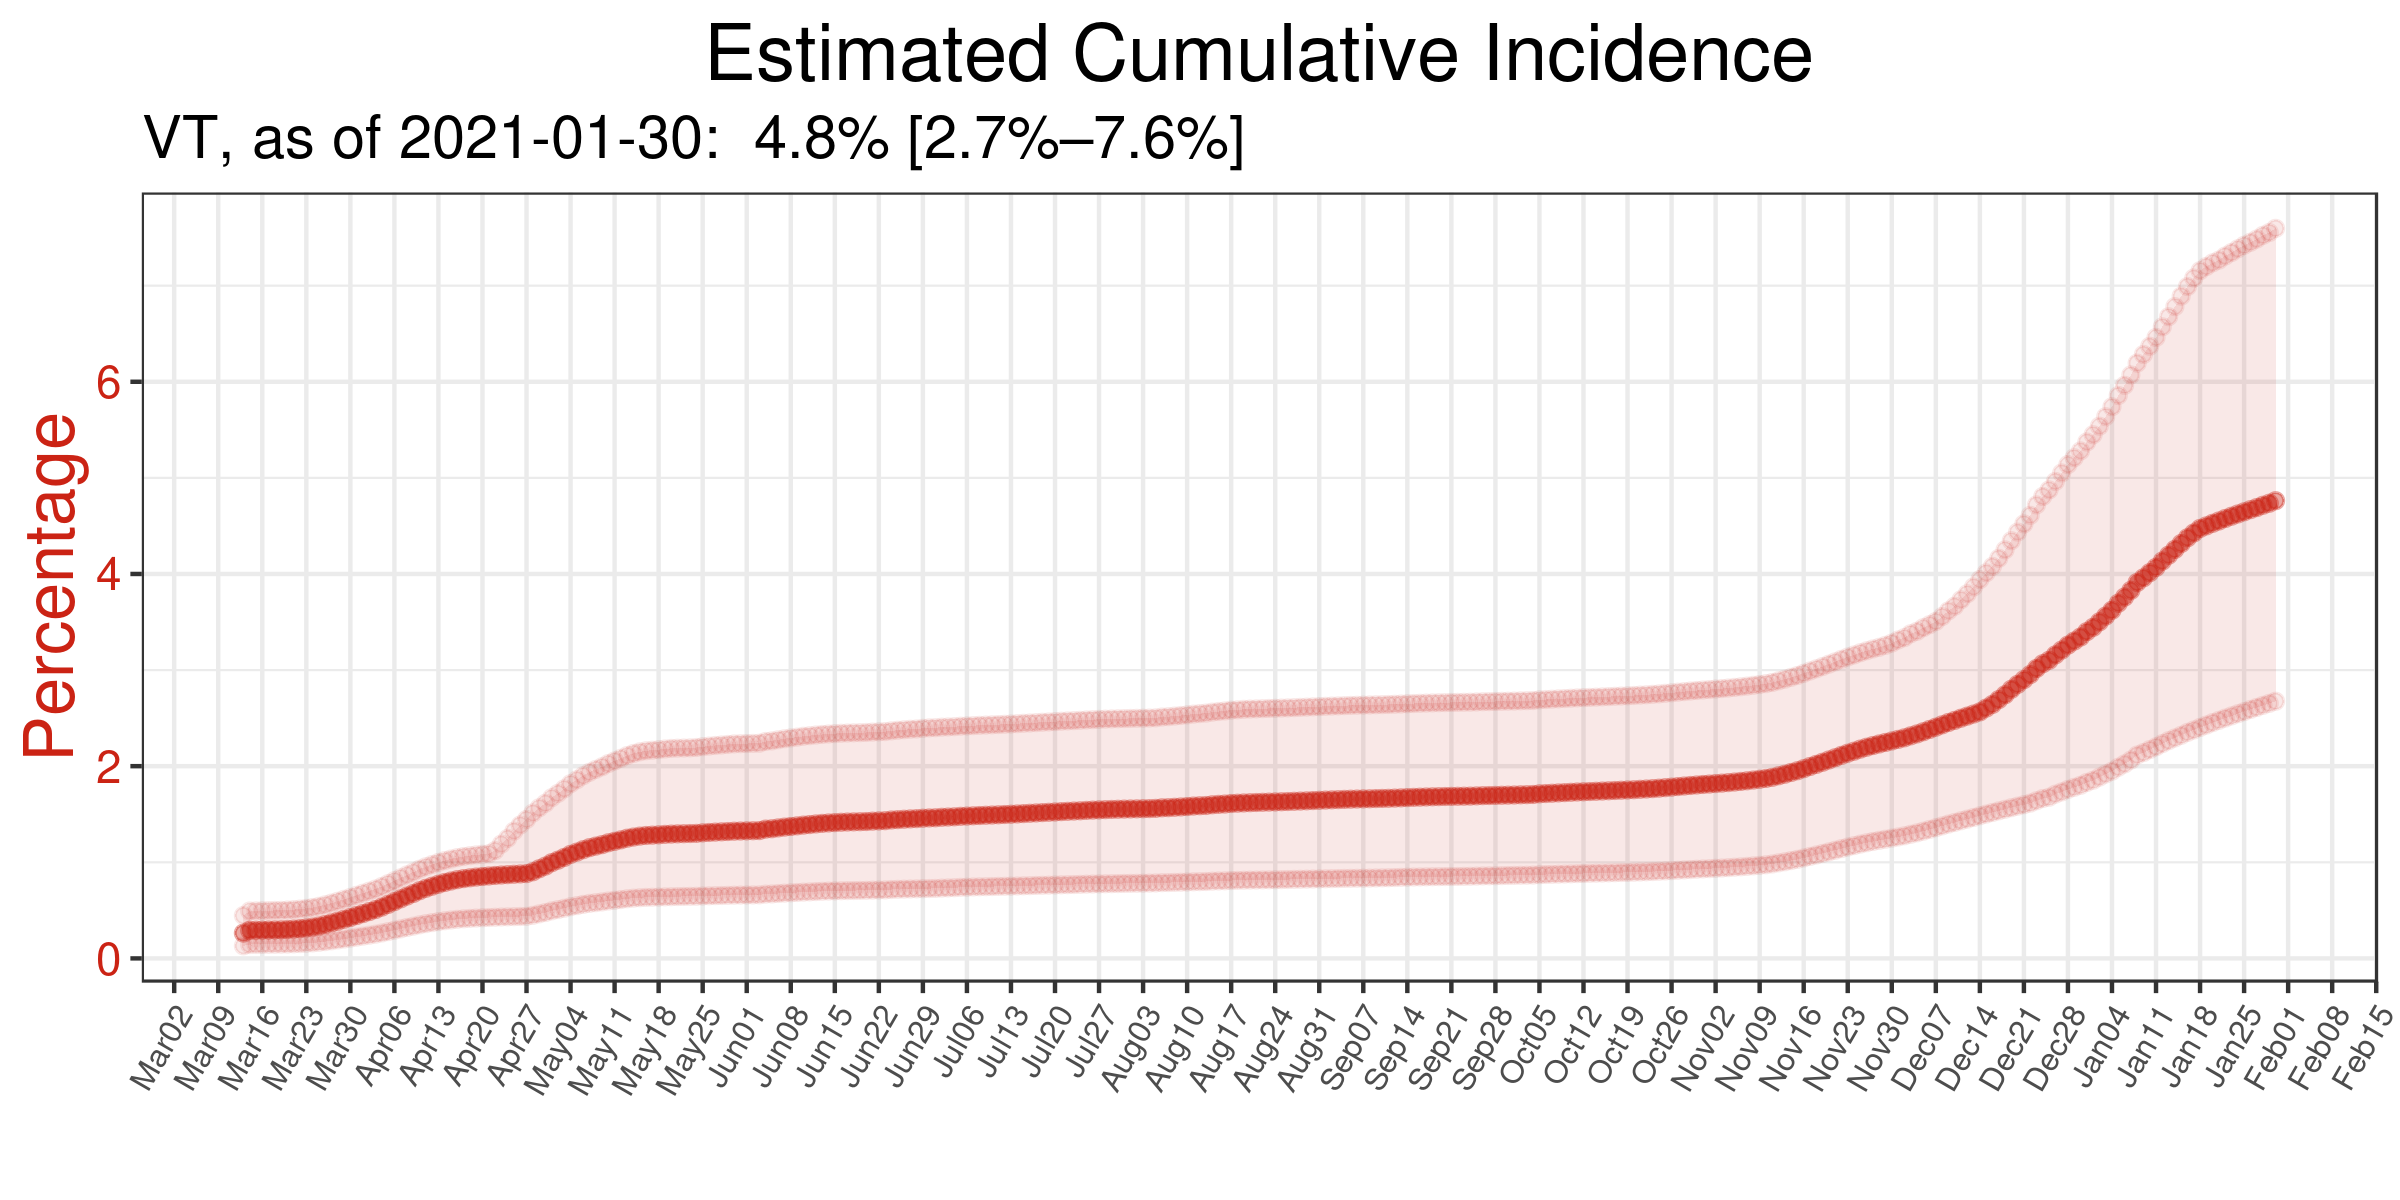 Estimated Cumulative Incidence
VT, as of 2021-01-30:  4.8% [2.7%–7.6%]
Percentage
6
4
2
0
Mar02
Mar09
Mar16
Mar23
Mar30
Apr06
Apr13
Apr20
Apr27
May04
May11
May18
May25
Jun01
Jun08
Jun15
Jun22
Jun29
Jul06
Jul13
Jul20
Jul27
Aug03
Aug10
Aug17
Aug24
Aug31
Sep07
Sep14
Sep21
Sep28
Oct05
Oct12
Oct19
Oct26
Nov02
Nov09
Nov16
Nov23
Nov30
Dec07
Dec14
Dec21
Dec28
Jan04
Jan11
Jan18
Jan25
Feb01
Feb08
Feb15